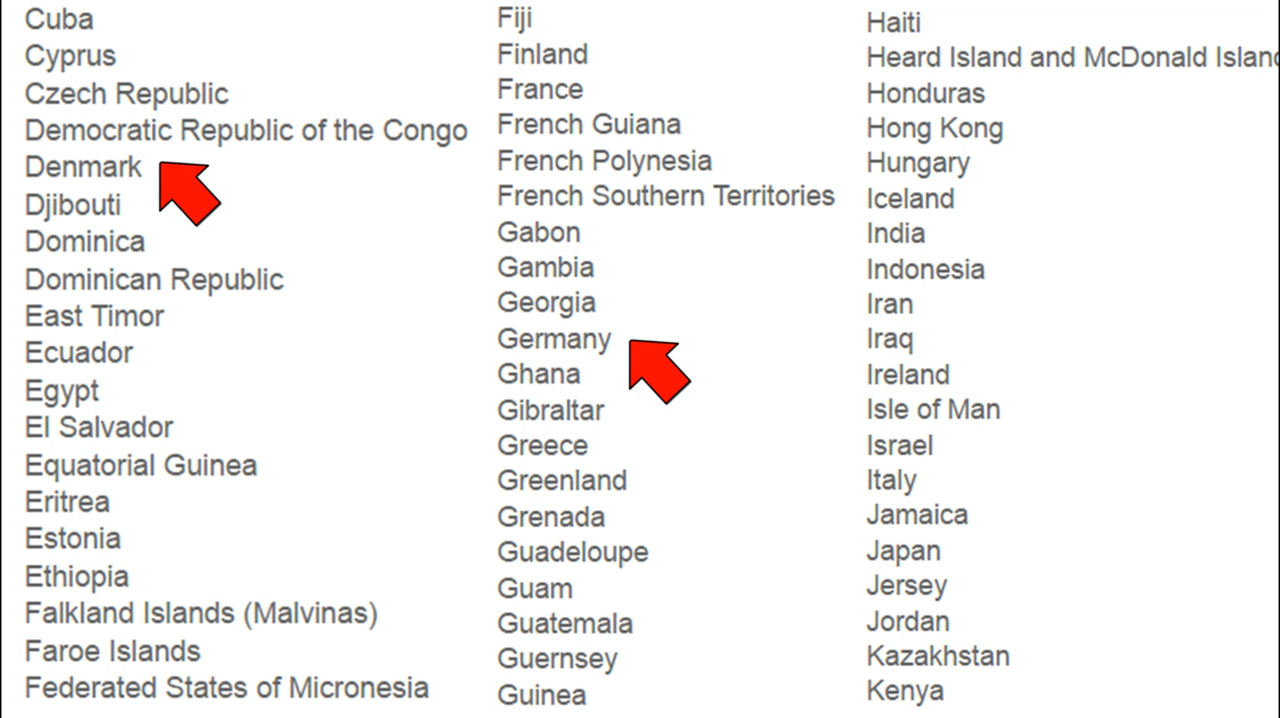 Cuba
Cyprus
Czech Republic
Democratic Republic of the Congo
Denmark
Djibouti
Dominica
Dominican Republic
East Timor
Ecuador
Egypt
El Salvador
Equatorial Guinea
Eritrea
Estonia
Ethiopia
Falkland Islands (Malvinas)
Faroe Islands
Federated States of Micronesia
Fiji
Finland
France
French Guiana
French Polynesia
French Southern Territories
Gabon
Gambia
Georgia
Germany
Ghana
Gibraltar
Greece
Greenland
Grenada
Guadeloupe
Guam
Guatemala
Guernsey
Guinea
Haiti
Heard Island and McDonald Island
Honduras
Hong Kong
Hungary
Iceland
India
Indonesia
Iran
Iraq
Ireland
Isle of Man
Israel
Italy
Jamaica
Japan
Jersey
Jordan
Kazakhstan
Kenya